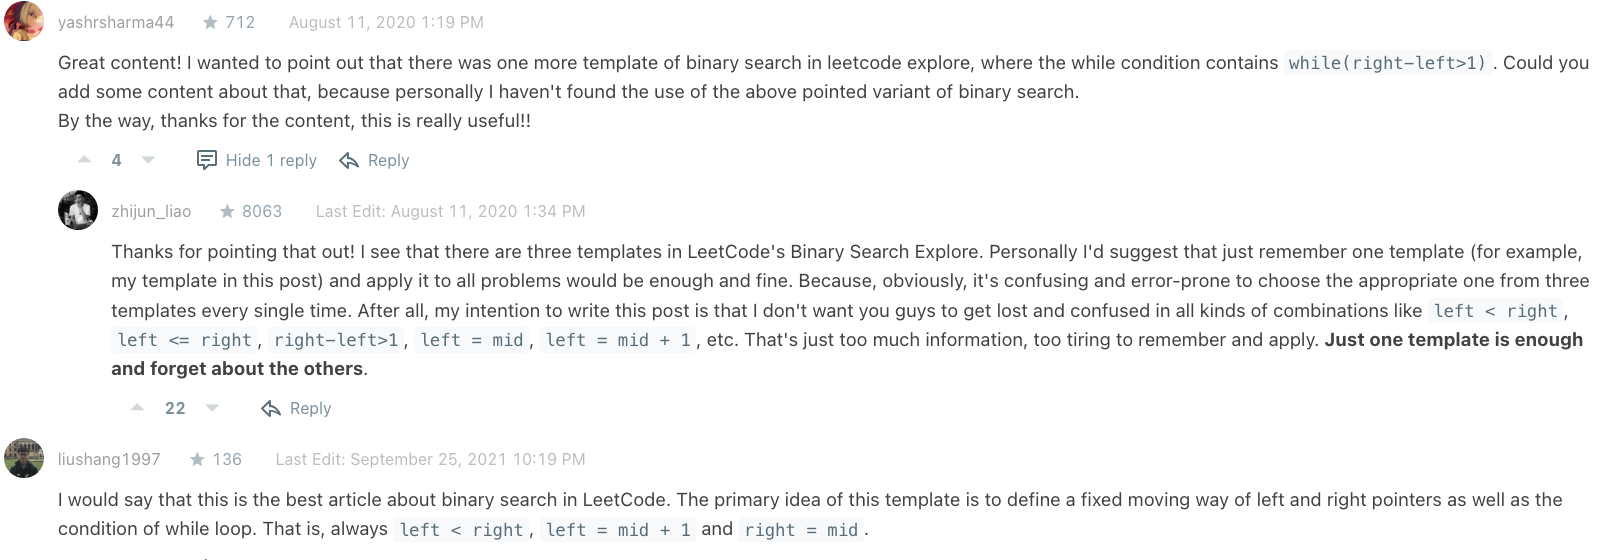 yashrsharma44 ★ 712 August 11, 2020 1:19 PM
Great content! I wanted to point out that there was one more template of binary search in leetcode explore, where the while condition contains while(right-left>1) . Could you
add some content about that, because personally I haven't found the use of the above pointed variant of binary search.
By the way, thanks for the content, this is really useful!!
4 Hide 1 reply Reply
zhijun_liao ★ 8063 Last Edit: August 11, 2020 1:34 PM
Thanks for pointing that out! I see that there are three templates in LeetCode's Binary Search Explore. Personally I'd suggest that just remember one template (for example,
my template in this post) and apply it to all problems would be enough and fine. Because, obviously, it's confusing and error-prone to choose the appropriate one from three
templates every single time. After all, my intention to write this post is that I don't want you guys to get lost and confused in all kinds of combinations like left < right ,
left <= right , right-left>1 , left = mid , left = mid + 1 , etc. That's just too much information, too tiring to remember and apply. Just one template is enough
and forget about the others.
22 Reply
liushang1997 ★ 136 Last Edit: September 25, 2021 10:19 PM
I would say that this is the best article about binary search in LeetCode. The primary idea of this template is to define a fixed moving way of left and right pointers as well as the
condition of while loop. That is, always left < right , left = mid + 1 and right = mid .